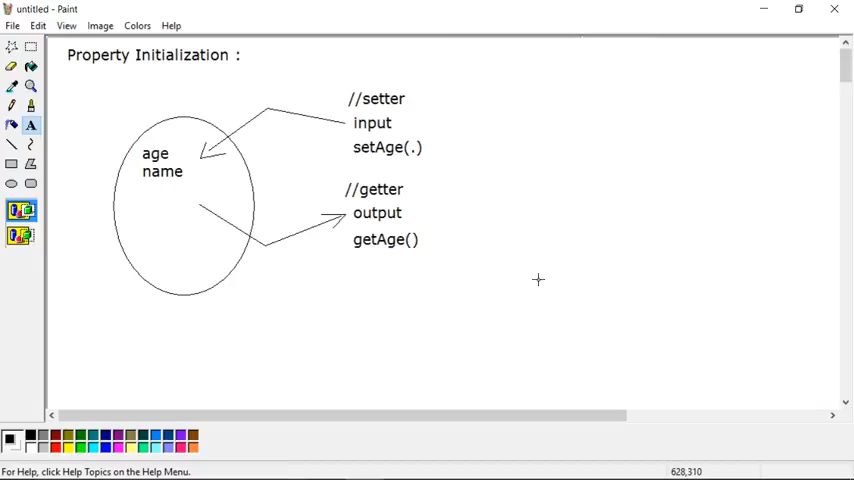 untitled - Paint
File Edit View Image Colors Help
Property Initialization :
//setter
input
setAge(.)
age
name
//getter
output
getAge()
A
For Help, click Help Topics on the Help Menu.
628,310